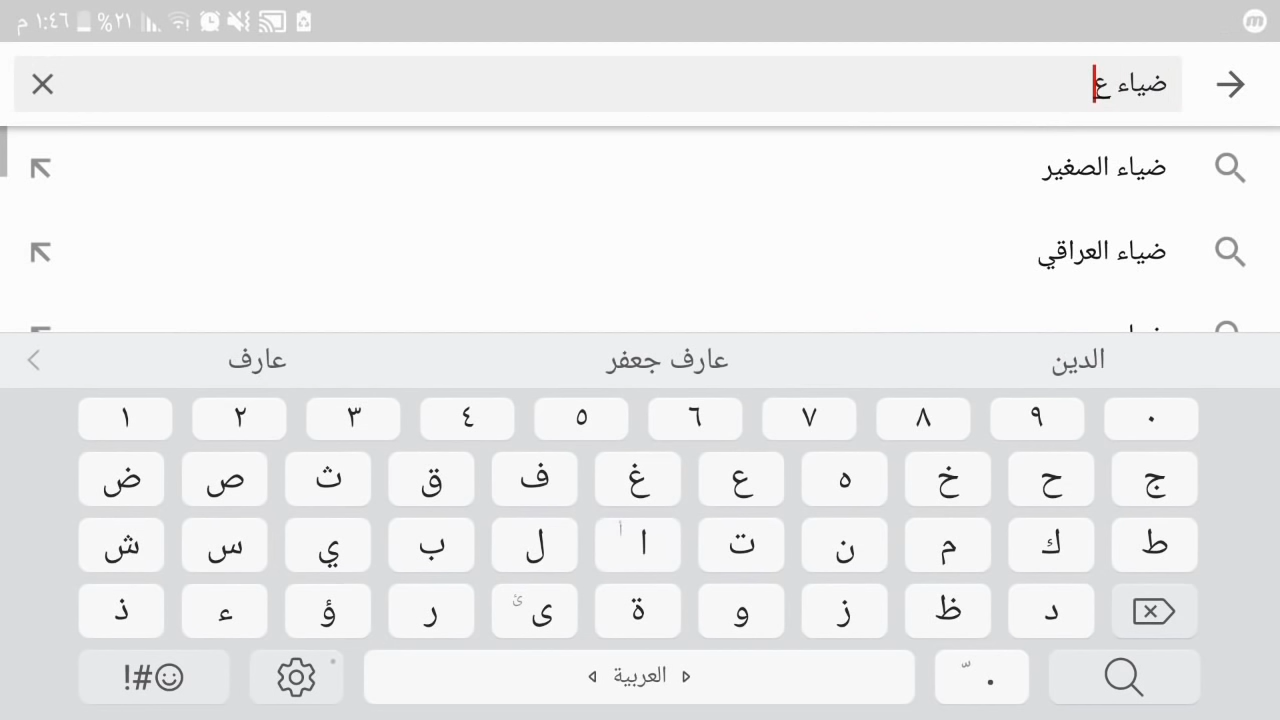 ٪٢١ ١:٤٦ م
ضياء ع
ضياء الصغير
ضياء العراقي
عارف عارف جعفر الدين
١ ٢ ٣ ٤ ٥ ٦ ٧ ٨ ٩ ٠
ض ص ث ق ف غ ع ه خ ح ج
ش س ي ب ل ا أ ت ن م ك ط
ذ ء ؤ ر ى ئ ة و ز ظ د
!#☺ العربية .